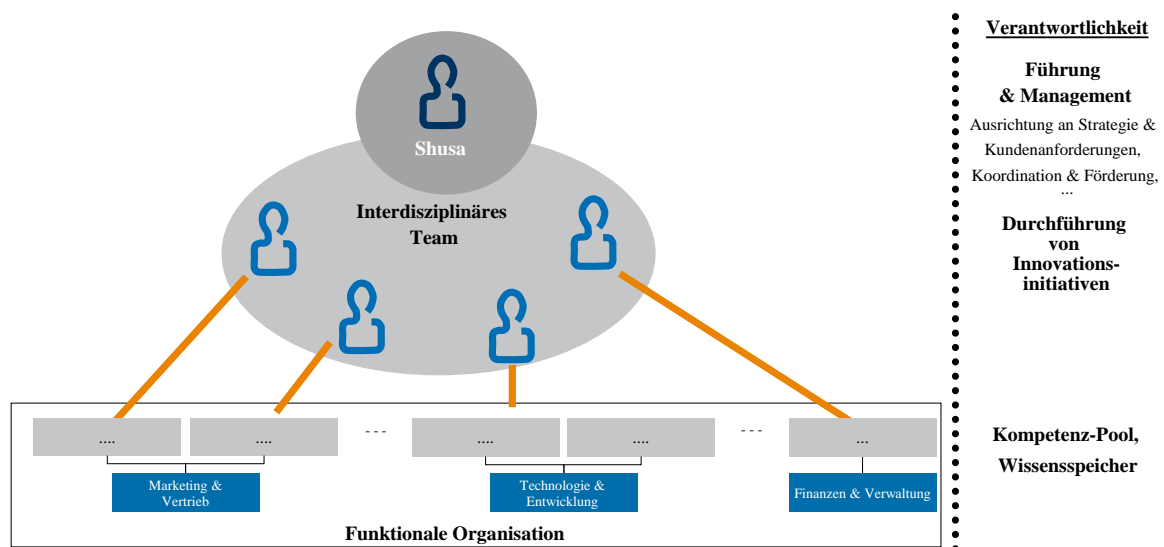 Verantwortlichkeit
Führung
& Management
Ausrichtung an Strategie &
Kundenanforderungen,
Koordination & Förderung,
...
Durchführung
von
Innovations-
initiativen
Kompetenz-Pool,
Wissensspeicher
Shusa
Interdisziplinäres
Team
....
....
- - -
....
....
- - -
...
Marketing &
Vertrieb
Technologie &
Entwicklung
Finanzen & Verwaltung
Funktionale Organisation